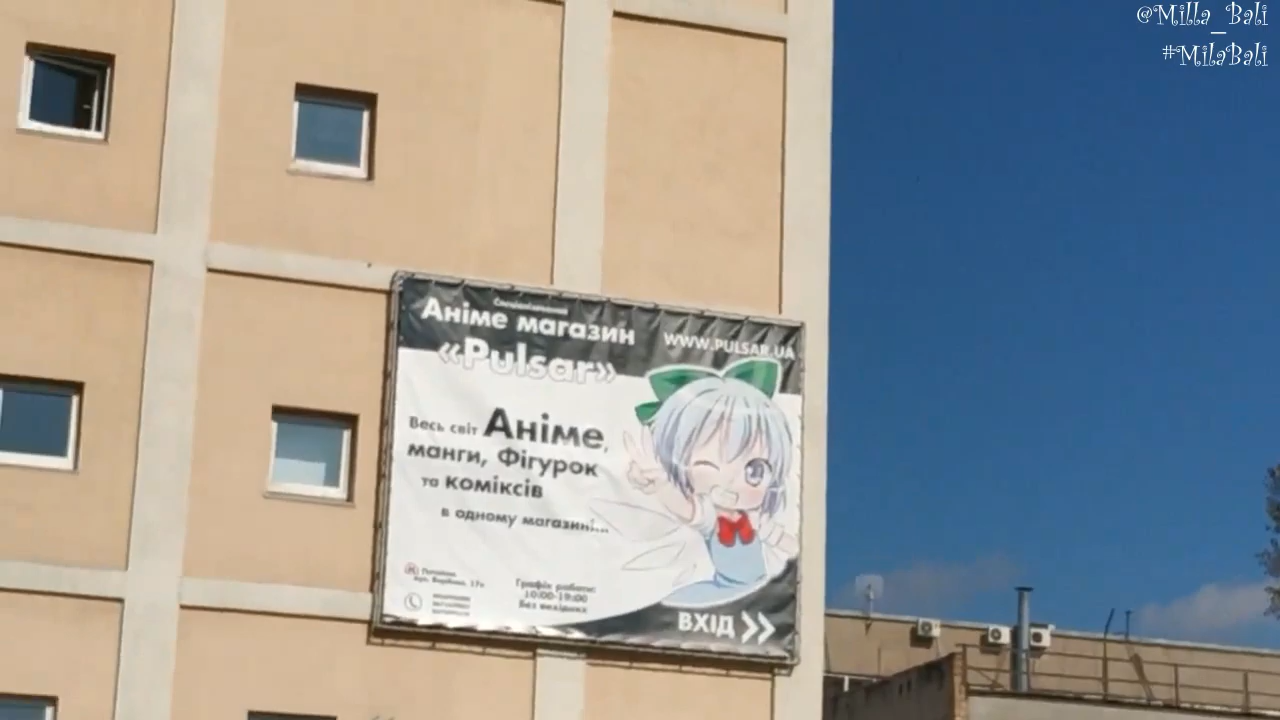 @Milla_Bali
#MilaBali
Аніме магазин
«Pulsar»
WWW.PULSAR.UA
Весь світ Аніме,
манги, Фігурок
та коміксів
в одному магазині...
Графік роботи:
10:00-19:00
Без вихідних
ВХІД »